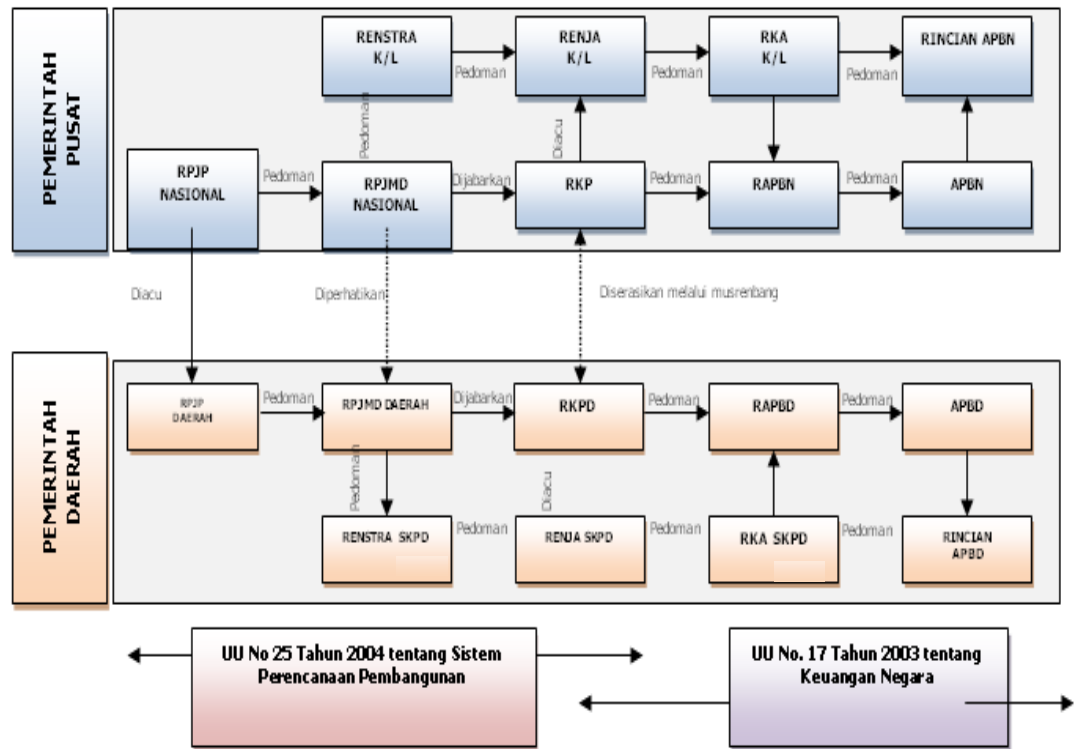 PEMERINTAH
PUSAT
RENSTRA
K/L
Pedoman
RENJA
K/L
Pedoman
RKA
K/L
Pedoman
RINCIAN APBN
Pedoman
Diacu
RPJP
NASIONAL
Pedoman
RPJMD
NASIONAL
Dijabarkan
RKP
Pedoman
RAPBN
Pedoman
APBN
Diacu
Diperhatikan
Diserasikan melalui musrenbang
PEMERINTAH
DAERAH
RPJP
DAERAH
Pedoman
RPJMD DAERAH
Dijabarkan
RKPD
Pedoman
RAPBD
Pedoman
APBD
Pedoman
Diacu
RENSTRA SKPD
Pedoman
RENJA SKPD
Pedoman
RKA SKPD
Pedoman
RINCIAN
APBD
UU No 25 Tahun 2004 tentang Sistem
Perencanaan Pembangunan
UU No. 17 Tahun 2003 tentang
Keuangan Negara